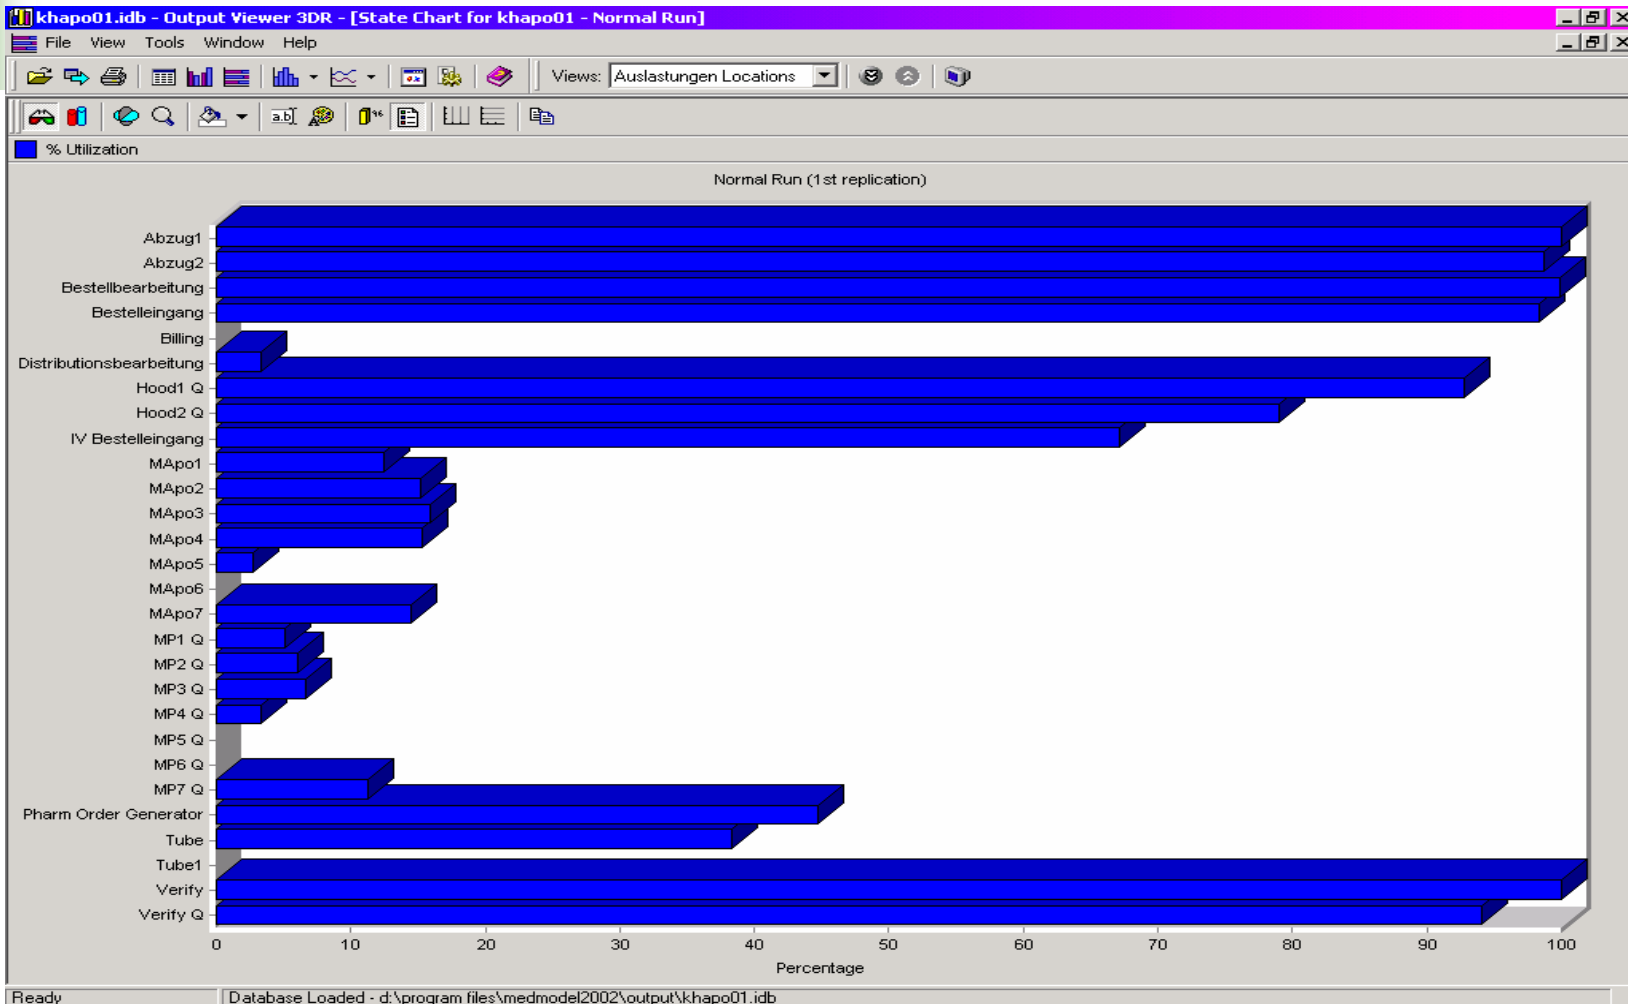 khapo01.idb - Output Viewer 3DR - [State Chart for khapo01 - Normal Run]
File View Tools Window Help
Views: Auslastungen Locations
% Utilization
Normal Run (1st replication)
Abzug1
Abzug2
Bestellbearbeitung
Bestelleingang
Billing
Distributionsbearbeitung
Hood1 Q
Hood2 Q
IV Bestelleingang
MApo1
MApo2
MApo3
MApo4
MApo5
MApo6
MApo7
MP1 Q
MP2 Q
MP3 Q
MP4 Q
MP5 Q
MP6 Q
MP7 Q
Pharm Order Generator
Tube
Tube1
Verify
Verify Q
0 10 20 30 40 50 60 70 80 90 100
Percentage
Ready Database Loaded - d:\program files\medmodel2002\output\khapo01.idb